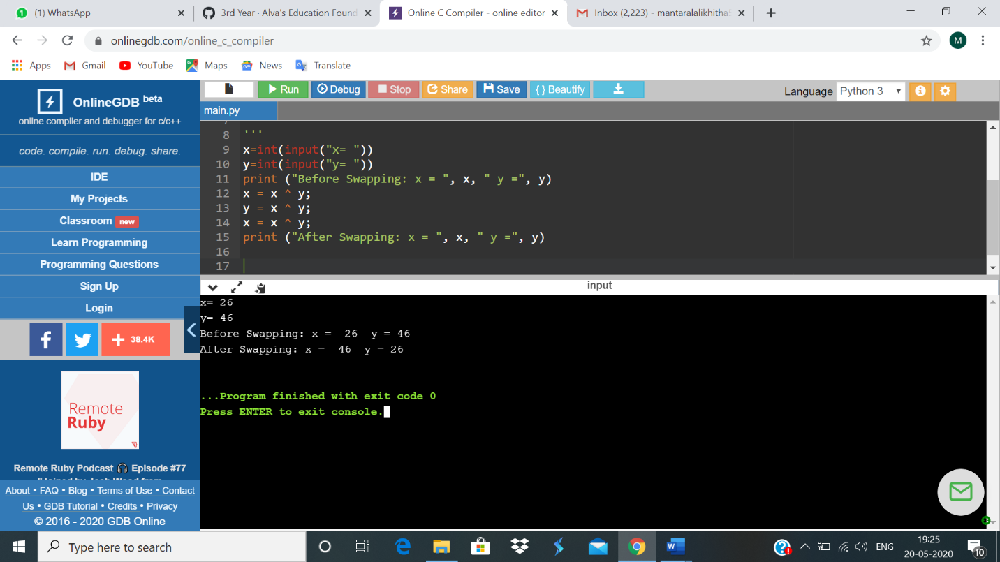 (1) WhatsApp
3rd Year · Alva's Education Found
Online C Compiler - online editor
Inbox (2,223) - mantaralalikhitha
onlinegdb.com/online_c_compiler
M
Apps Gmail YouTube Maps News Translate
OnlineGDB beta
online compiler and debugger for c/c++
code. compile. run. debug. share.
IDE
My Projects
Classroom new
Learn Programming
Programming Questions
Sign Up
Login
38.4K
Remote
Ruby
Remote Ruby Podcast 🎧 Episode #77
About • FAQ • Blog • Terms of Use • Contact
Us • GDB Tutorial • Credits • Privacy
© 2016 - 2020 GDB Online
Run Debug Stop Share Save { } Beautify
Language Python 3
main.py
8 '''
9 x=int(input("x= "))
10 y=int(input("y= "))
11 print ("Before Swapping: x = ", x, " y =", y)
12 x = x ^ y;
13 y = x ^ y;
14 x = x ^ y;
15 print ("After Swapping: x = ", x, " y =", y)
16
17
input
x= 26
y= 46
Before Swapping: x =  26  y = 46
After Swapping: x =  46  y = 26
...Program finished with exit code 0
Press ENTER to exit console.
Type here to search
W
ENG
19:25
20-05-2020
10